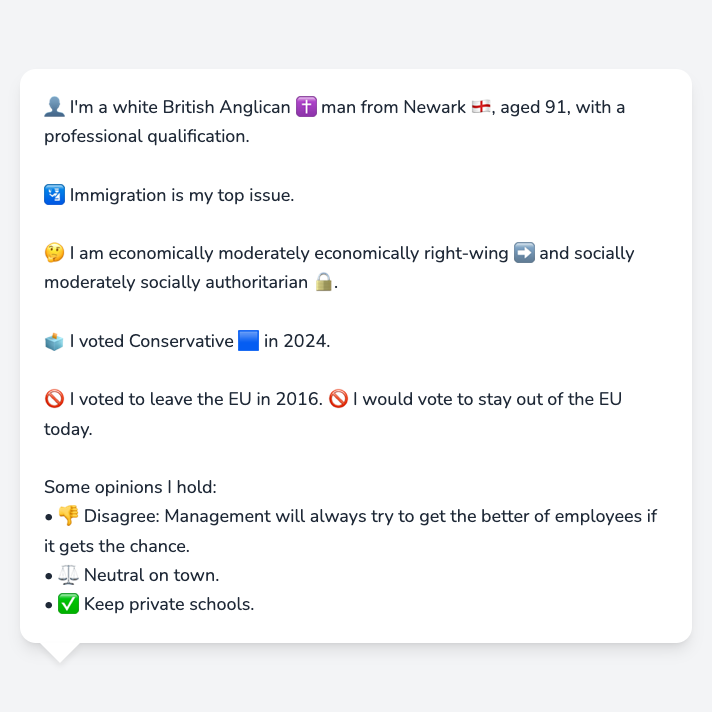 👤 I'm a white British Anglican ✝️ man from Newark 🏴󠁧󠁢󠁥󠁮󠁧󠁿, aged 91, with a
professional qualification.
🛂 Immigration is my top issue.
🤔 I am economically moderately economically right-wing ➡️ and socially
moderately socially authoritarian 🔒.
🗳️ I voted Conservative 🟦 in 2024.
🚫 I voted to leave the EU in 2016. 🚫 I would vote to stay out of the EU
today.
Some opinions I hold:
• 👎 Disagree: Management will always try to get the better of employees if
it gets the chance.
• ⚖️ Neutral on town.
• ✅ Keep private schools.